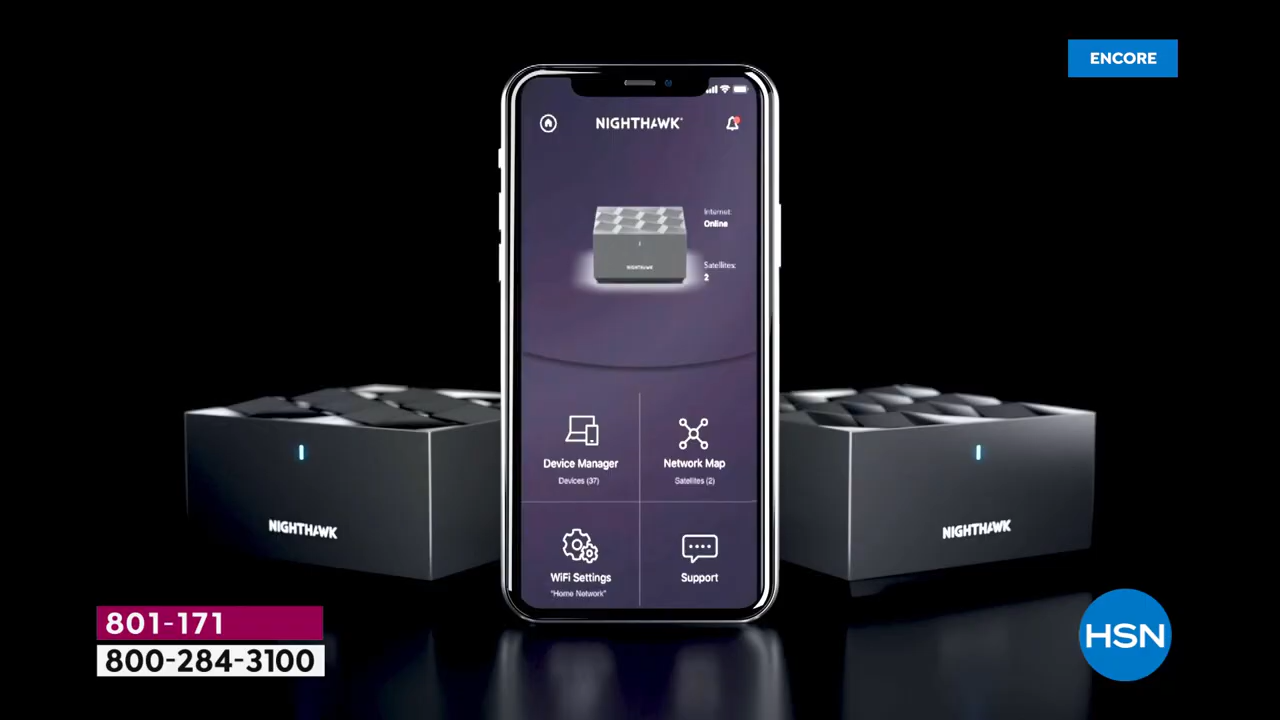 ENCORE
NIGHTHAWK
Internet:
Online
NIGHTHAWK
Satellites:
2
Device Manager
Devices (37)
Network Map
Satellites (2)
NIGHTHAWK
NIGHTHAWK
WiFi Settings
"Home Network"
Support
801-171
800-284-3100
HSN